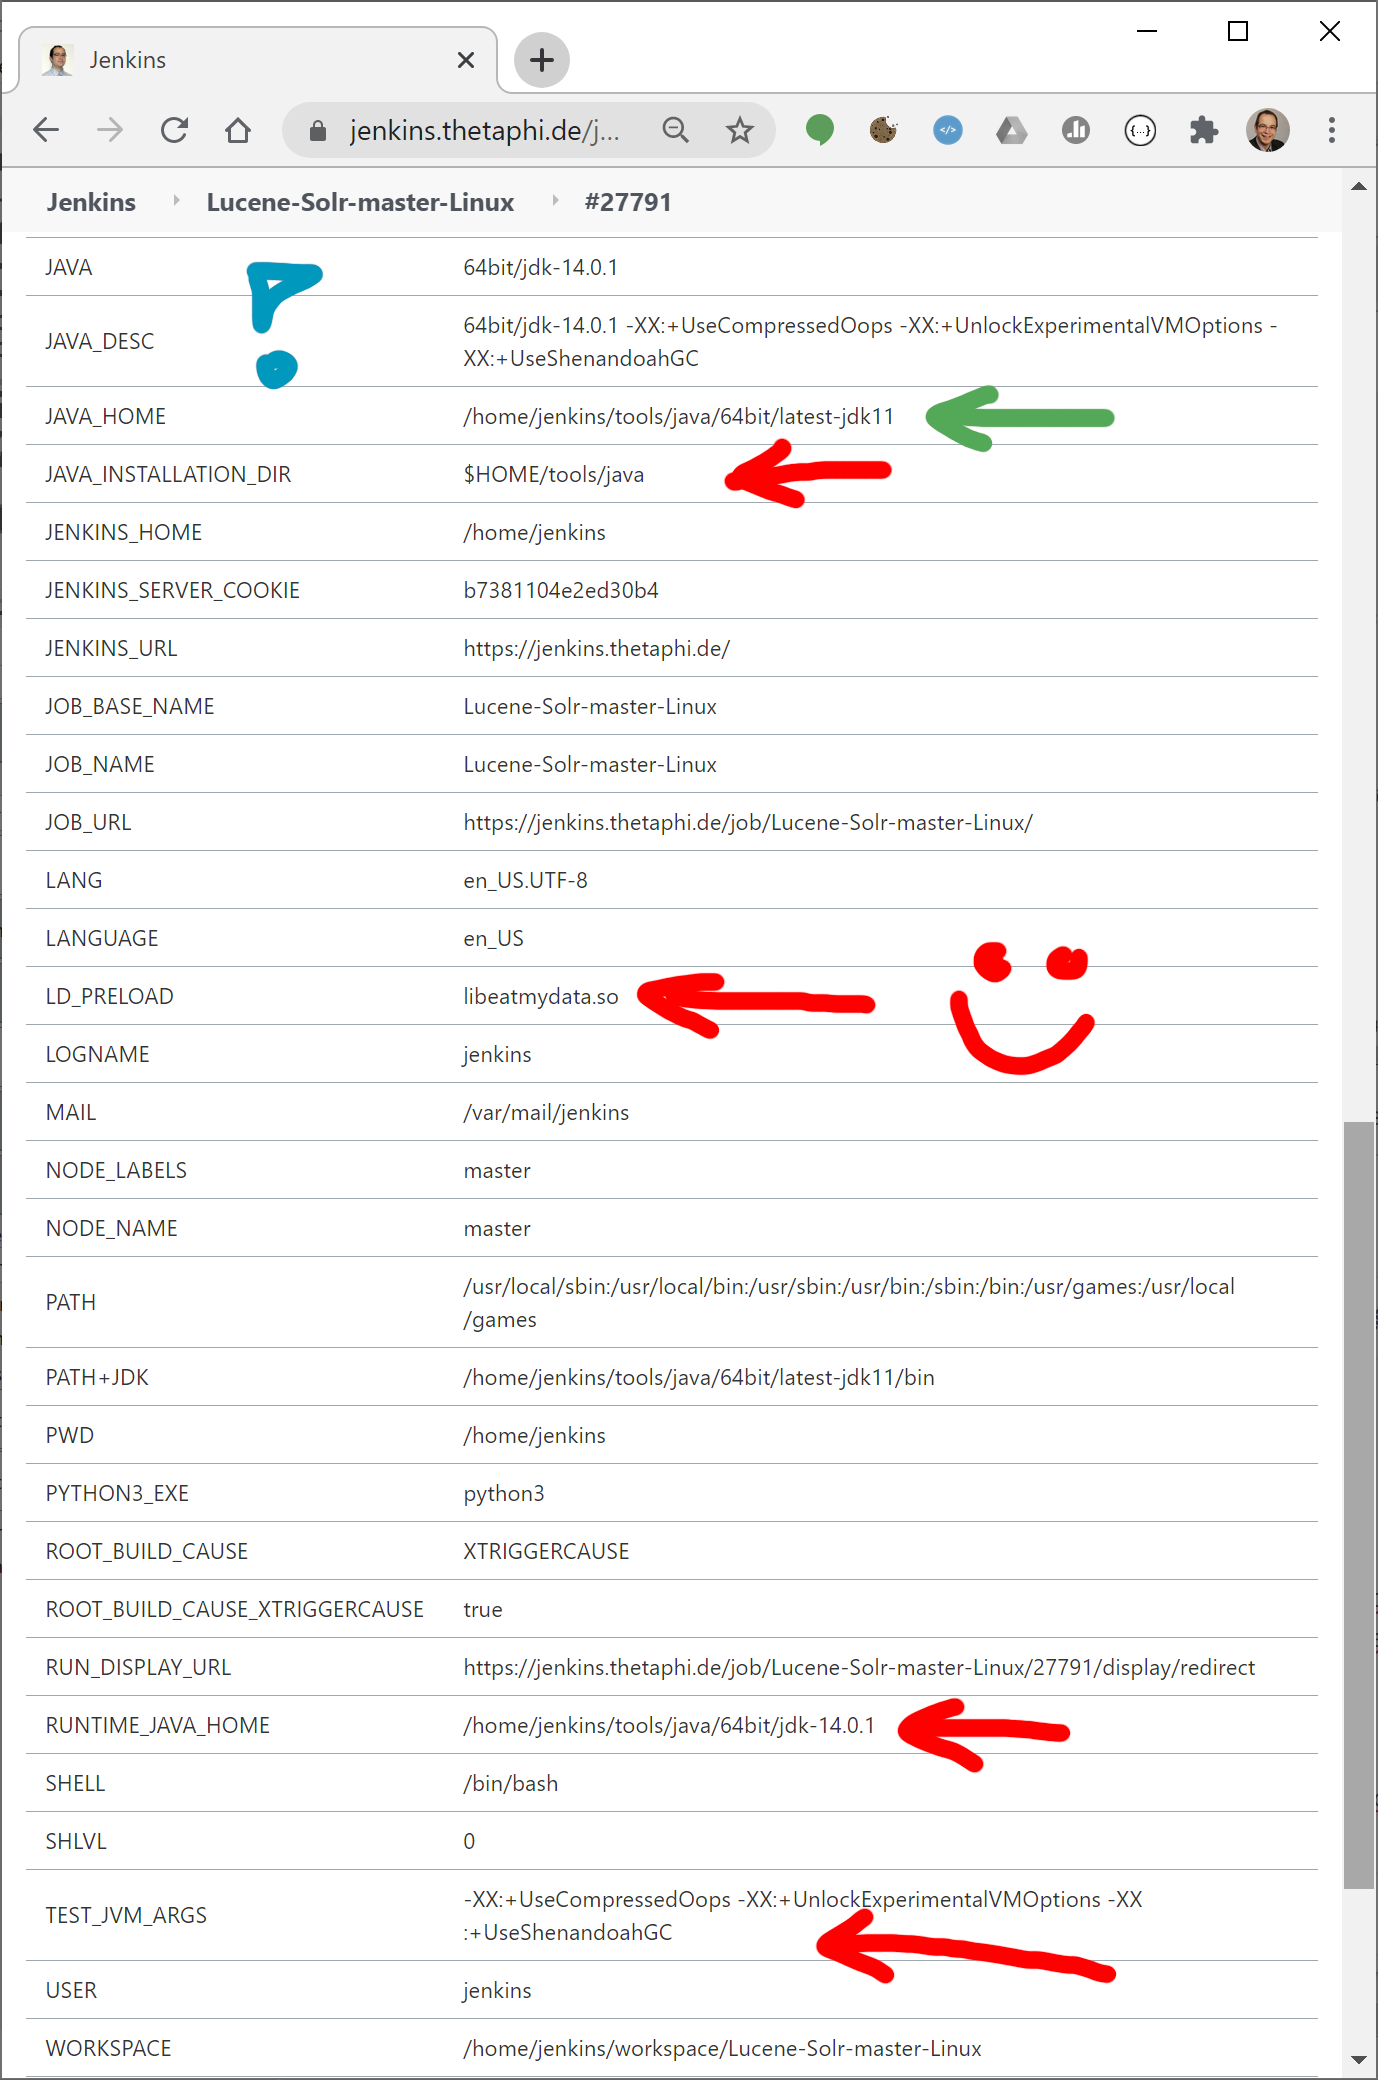 Jenkins
jenkins.thetaphi.de/j...
Jenkins Lucene-Solr-master-Linux #27791
JAVA 64bit/jdk-14.0.1
JAVA_DESC 64bit/jdk-14.0.1 -XX:+UseCompressedOops -XX:+UnlockExperimentalVMOptions -
XX:+UseShenandoahGC
JAVA_HOME /home/jenkins/tools/java/64bit/latest-jdk11
JAVA_INSTALLATION_DIR $HOME/tools/java
JENKINS_HOME /home/jenkins
JENKINS_SERVER_COOKIE b7381104e2ed30b4
JENKINS_URL https://jenkins.thetaphi.de/
JOB_BASE_NAME Lucene-Solr-master-Linux
JOB_NAME Lucene-Solr-master-Linux
JOB_URL https://jenkins.thetaphi.de/job/Lucene-Solr-master-Linux/
LANG en_US.UTF-8
LANGUAGE en_US
LD_PRELOAD libeatmydata.so
LOGNAME jenkins
MAIL /var/mail/jenkins
NODE_LABELS master
NODE_NAME master
PATH /usr/local/sbin:/usr/local/bin:/usr/sbin:/usr/bin:/sbin:/bin:/usr/games:/usr/local
/games
PATH+JDK /home/jenkins/tools/java/64bit/latest-jdk11/bin
PWD /home/jenkins
PYTHON3_EXE python3
ROOT_BUILD_CAUSE XTRIGGERCAUSE
ROOT_BUILD_CAUSE_XTRIGGERCAUSE true
RUN_DISPLAY_URL https://jenkins.thetaphi.de/job/Lucene-Solr-master-Linux/27791/display/redirect
RUNTIME_JAVA_HOME /home/jenkins/tools/java/64bit/jdk-14.0.1
SHELL /bin/bash
SHLVL 0
TEST_JVM_ARGS -XX:+UseCompressedOops -XX:+UnlockExperimentalVMOptions -XX
:+UseShenandoahGC
USER jenkins
WORKSPACE /home/jenkins/workspace/Lucene-Solr-master-Linux